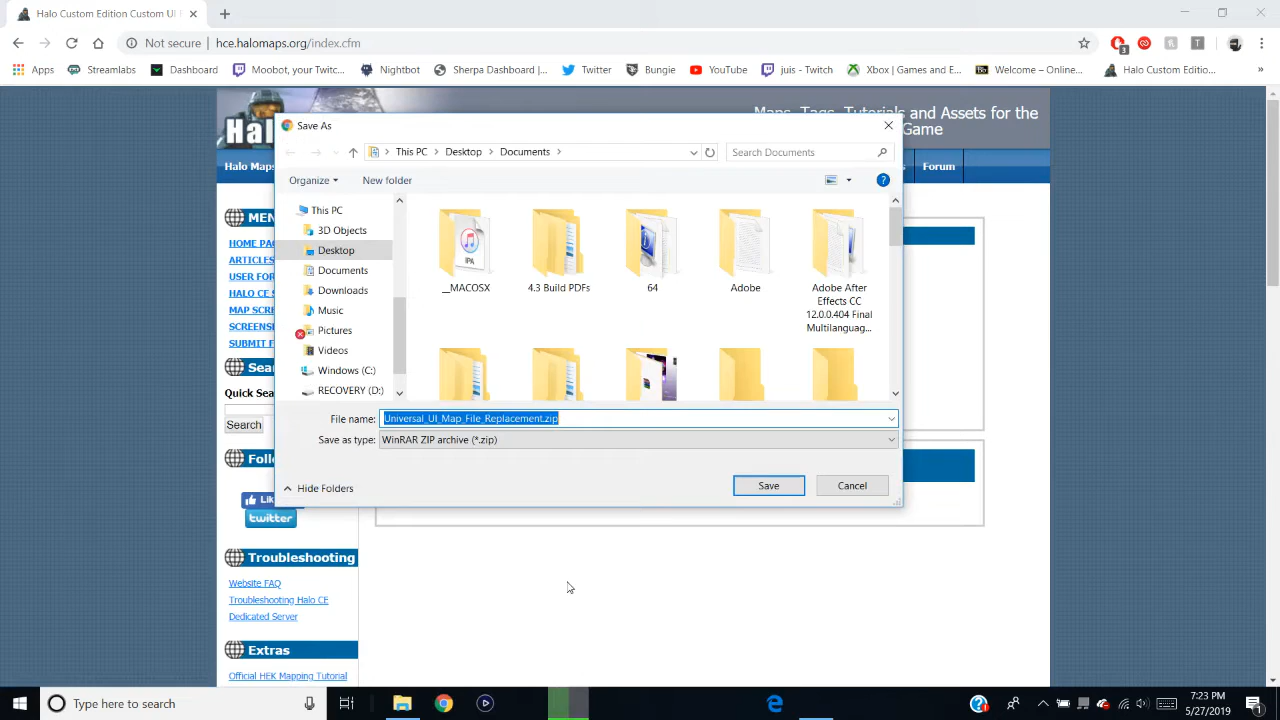 Halo Custom Edition Custom UI M
Not secure | hce.halomaps.org/index.cfm
3
Apps Streamlabs Dashboard Moobot, your Twitc... Nightbot Sherpa Dashboard |... Twitter Bungie YouTube juis - Twitch Xbox | Games and E... Welcome – Online... Halo Custom Editio... »
Maps, Tags, Tutorials and Assets for the
Hal
Game
Halo Maps
Forum
Save As
This PC > Desktop > Documents >
Search Documents
Organize
New folder
This PC
3D Objects
Desktop
Documents
Downloads
Music
Pictures
Videos
Windows (C:)
RECOVERY (D:)
IPA
__MACOSX
4.3 Build PDFs
64
Adobe
Adobe After
Effects CC
12.0.0.404 Final
Multilanguag...
File name: Universal_UI_Map_File_Replacement.zip
Save as type: WinRAR ZIP archive (*.zip)
Hide Folders
Save
Cancel
MEN
HOME PA
ARTICLES
USER FOR
HALO CE S
MAP SCRE
SCREENSH
SUBMIT F
Sea
Quick Sea
Search
Foll
Lik
twitter
Troubleshooting
Website FAQ
Troubleshooting Halo CE
Dedicated Server
Extras
Official HEK Mapping Tutorial
Type here to search
7:23 PM
5/27/2019
1